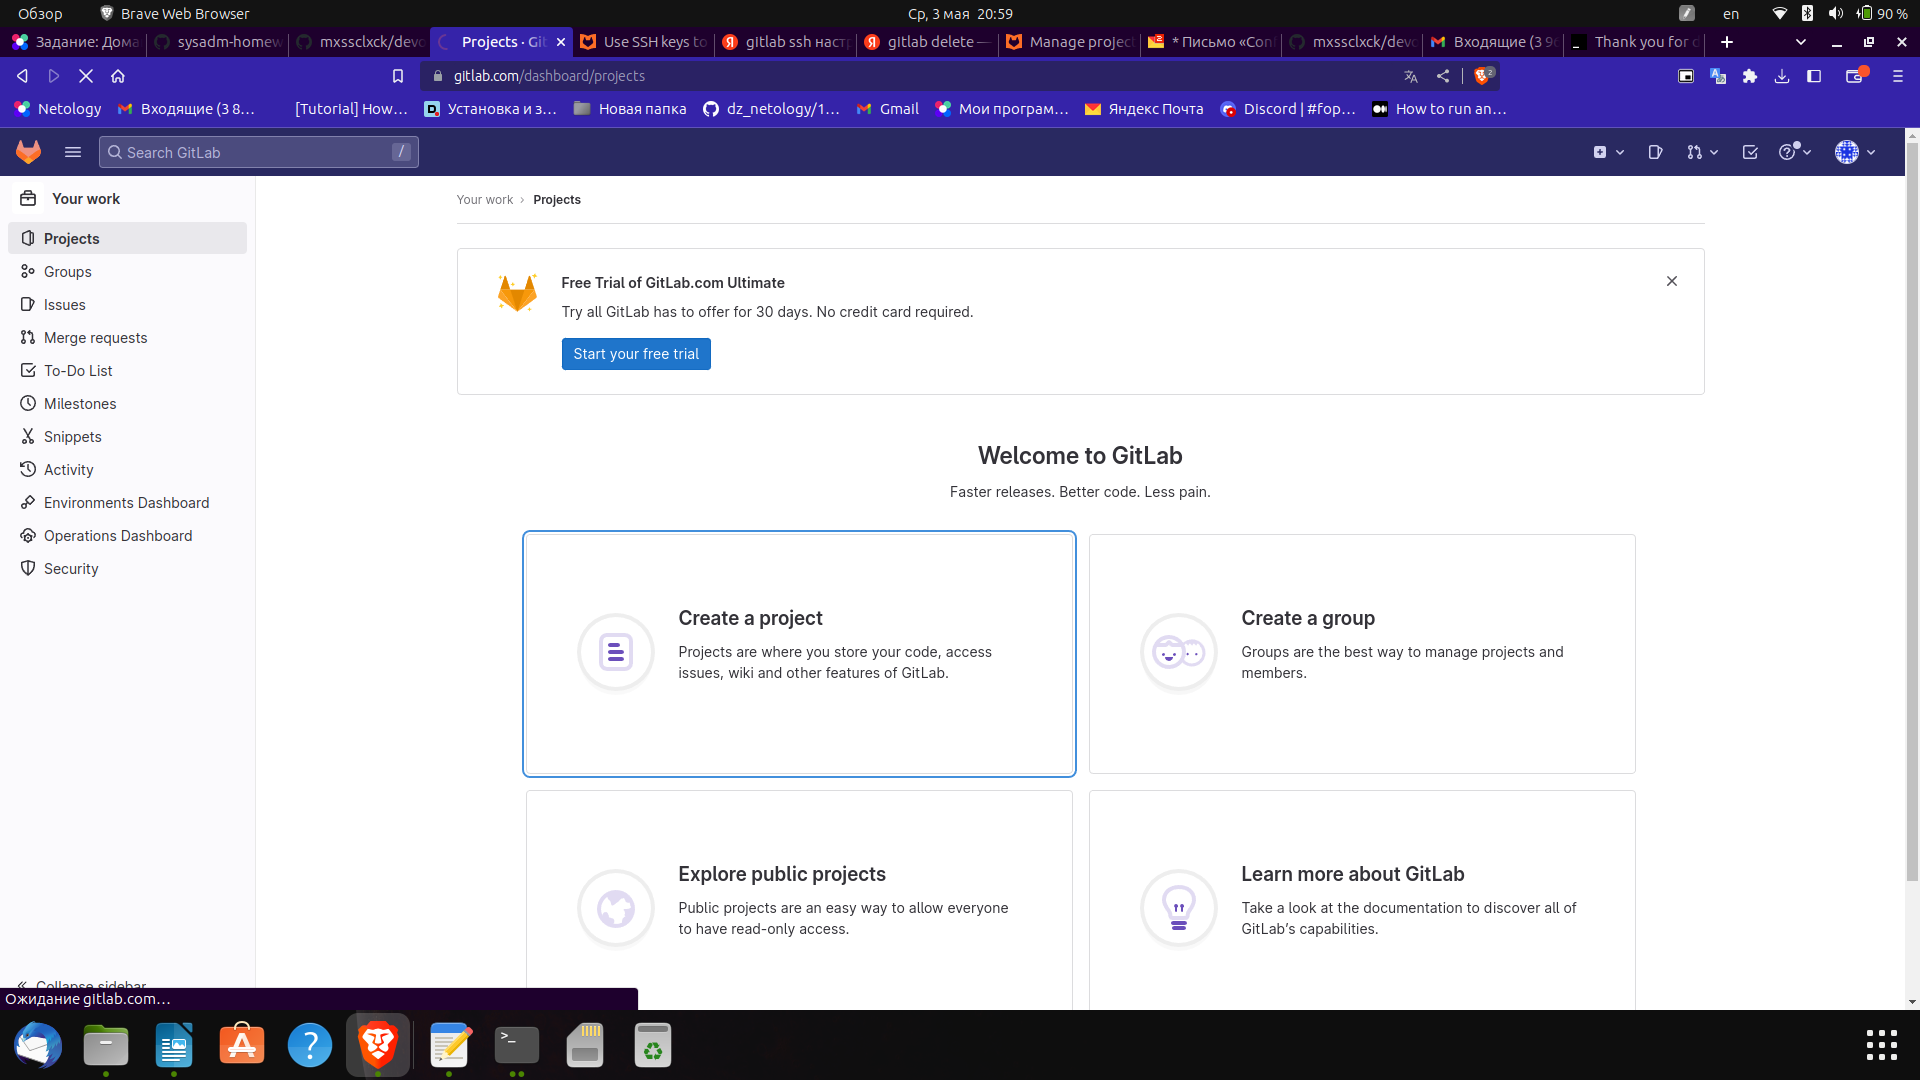 Обзор
Brave Web Browser
Ср, 3 мая 20:59
en
90 %
Задание: Дома
sysadm-homew
mxssclxck/devo
Projects · Git
Use SSH keys to
gitlab ssh наст
gitlab delete —
Manage project
* Письмо «Conf
mxssclxck/devo
Входящие (3 9
Thank you for d
gitlab.com/dashboard/projects
2
Netology
Входящие (3 8...
[Tutorial] How...
Установка и з...
Новая папка
dz_netology/1...
Gmail
Мои програм...
Яндекс Почта
Discord | #fop...
How to run an...
Search GitLab
/
Your work
Projects
Groups
Issues
Merge requests
To-Do List
Milestones
Snippets
Activity
Environments Dashboard
Operations Dashboard
Security
Collapse sidebar
Your work › Projects
Free Trial of GitLab.com Ultimate
Try all GitLab has to offer for 30 days. No credit card required.
Start your free trial
Welcome to GitLab
Faster releases. Better code. Less pain.
Create a project
Projects are where you store your code, access
issues, wiki and other features of GitLab.
Create a group
Groups are the best way to manage projects and
members.
Explore public projects
Public projects are an easy way to allow everyone
to have read-only access.
Learn more about GitLab
Take a look at the documentation to discover all of
GitLab's capabilities.
Ожидание gitlab.com...